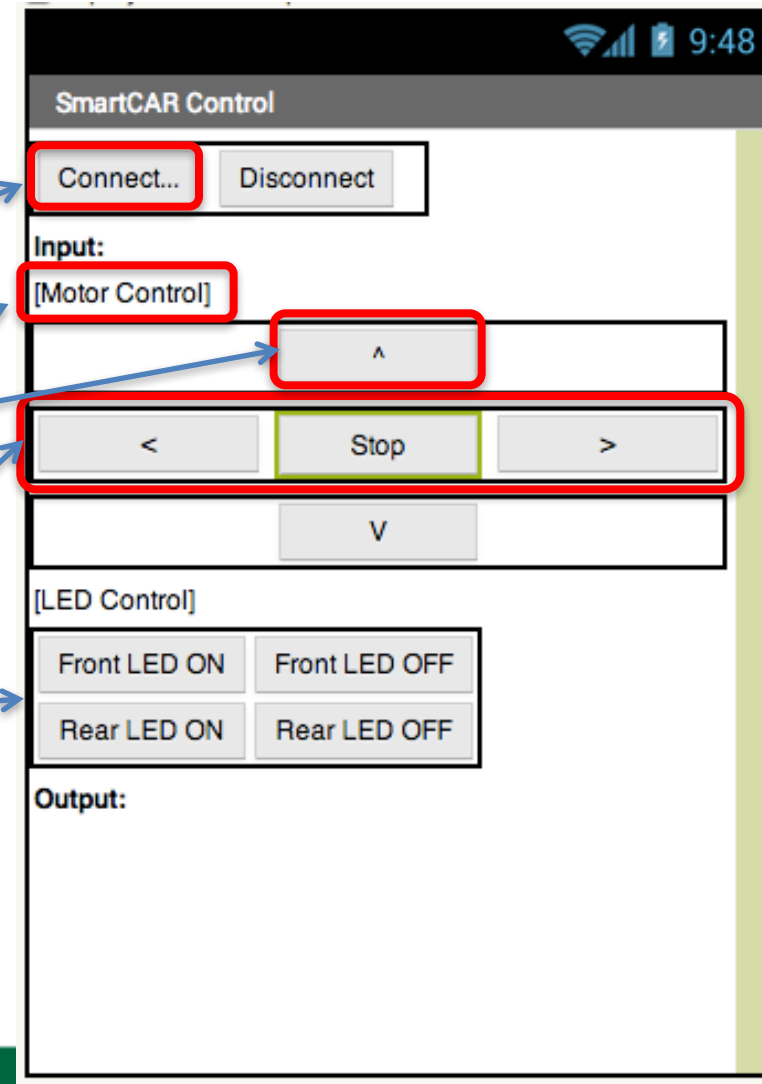 9:48
SmartCAR Control
Connect... Disconnect
Input:
[Motor Control]
^
< Stop >
V
[LED Control]
Front LED ON Front LED OFF
Rear LED ON Rear LED OFF
Output: